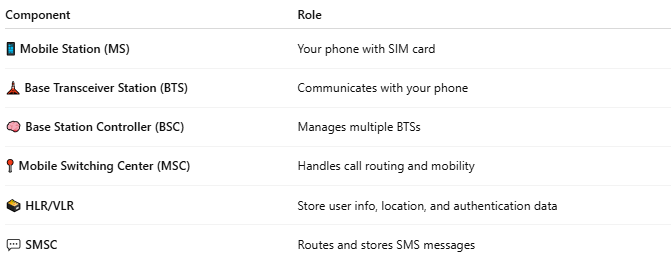 Component Role
📱 Mobile Station (MS) Your phone with SIM card
🗼 Base Transceiver Station (BTS) Communicates with your phone
🧠 Base Station Controller (BSC) Manages multiple BTSs
📍 Mobile Switching Center (MSC) Handles call routing and mobility
🗳 HLR/VLR Store user info, location, and authentication data
💬 SMSC Routes and stores SMS messages